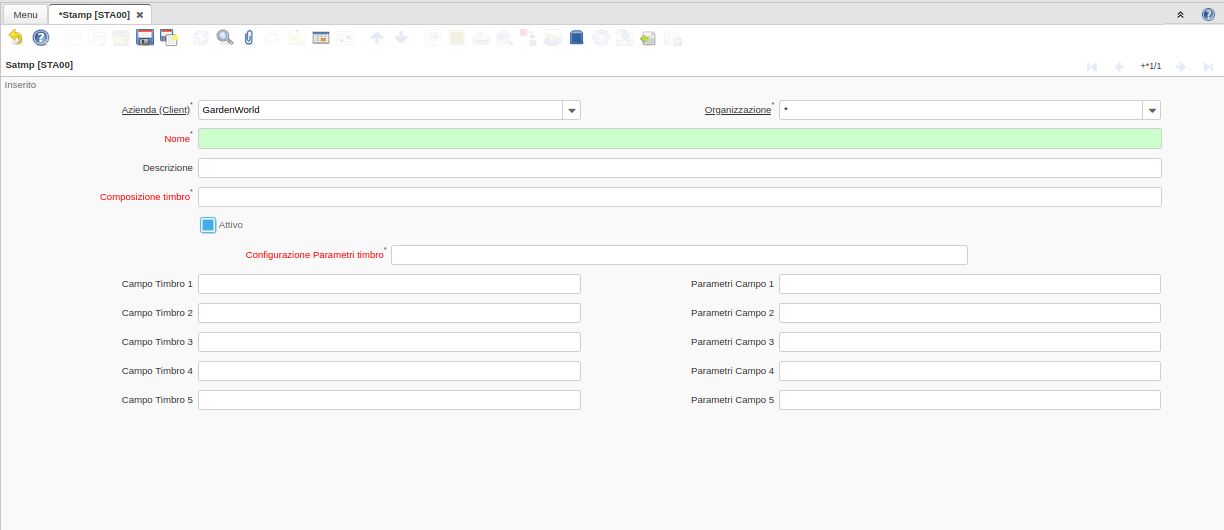 Menu
*Stamp [STA00]
Satmp [STA00]
+*1/1
Inserito
Azienda (Client)*
GardenWorld
Organizzazione*
*
Nome*
Descrizione
Composizione timbro*
Attivo
Configurazione Parametri timbro*
Campo Timbro 1
Parametri Campo 1
Campo Timbro 2
Parametri Campo 2
Campo Timbro 3
Parametri Campo 3
Campo Timbro 4
Parametri Campo 4
Campo Timbro 5
Parametri Campo 5